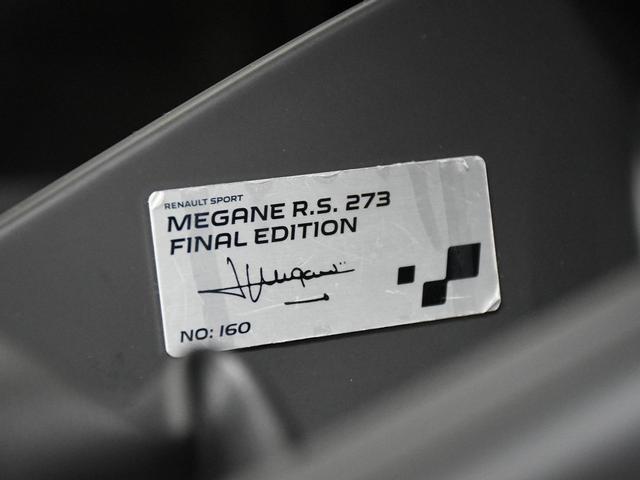 RENAULT SPORT
MEGANE R.S. 273
FINAL EDITION
NO: 160